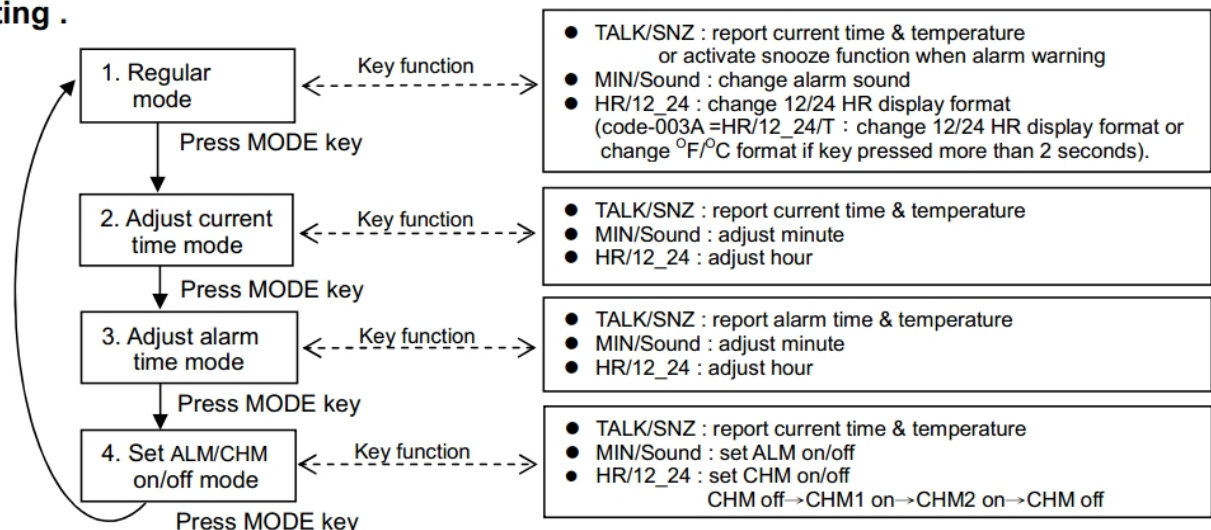 ting .
1. Regular
mode
Key function
● TALK/SNZ : report current time & temperature
or activate snooze function when alarm warning
● MIN/Sound : change alarm sound
● HR/12_24 : change 12/24 HR display format
(code-003A =HR/12_24/T : change 12/24 HR display format or
change °F/°C format if key pressed more than 2 seconds).
Press MODE key
2. Adjust current
time mode
Key function
● TALK/SNZ : report current time & temperature
● MIN/Sound : adjust minute
● HR/12_24 : adjust hour
Press MODE key
3. Adjust alarm
time mode
Key function
● TALK/SNZ : report alarm time & temperature
● MIN/Sound : adjust minute
● HR/12_24 : adjust hour
Press MODE key
4. Set ALM/CHM
on/off mode
Key function
● TALK/SNZ : report current time & temperature
● MIN/Sound : set ALM on/off
● HR/12_24 : set CHM on/off
CHM off→CHM1 on→CHM2 on→CHM off
Press MODE key